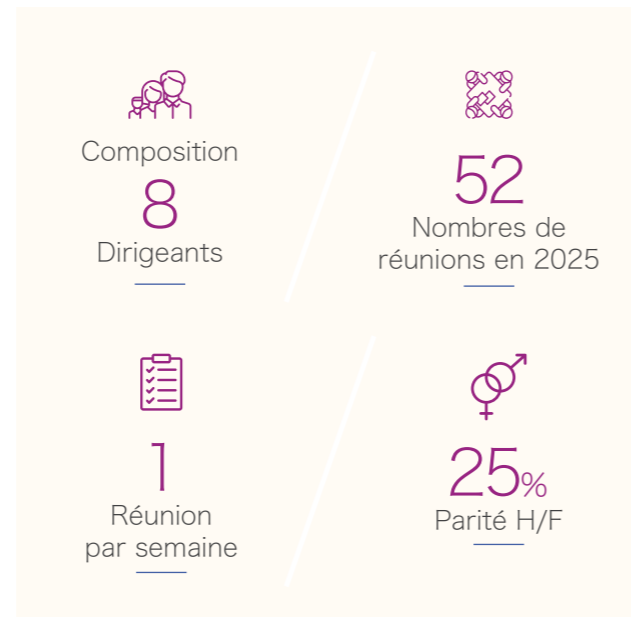 Composition
8
Dirigeants
52
Nombres de
réunions en 2025
1
Réunion
par semaine
25%
Parité H/F